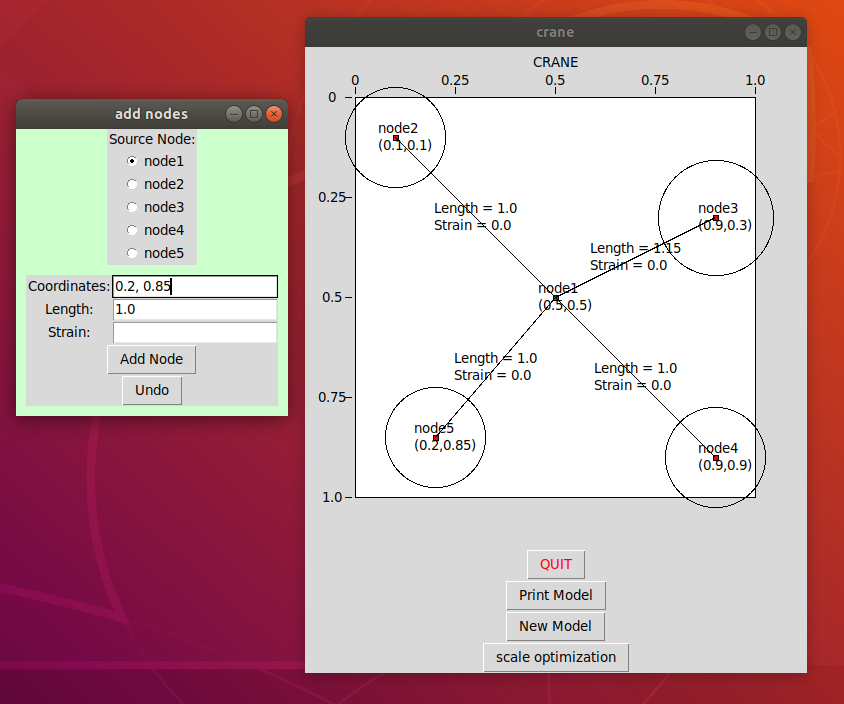 add nodes
Source Node:
node1
node2
node3
node4
node5
Coordinates: 0.2, 0.85
Length: 1.0
Strain:
Add Node
Undo
crane
CRANE
0 0.25 0.5 0.75 1.0
0
0.25
0.5
0.75
1.0
node2
(0.1,0.1)
node3
(0.9,0.3)
Length = 1.0
Strain = 0.0
Length = 1.15
Strain = 0.0
node1
(0.5,0.5)
Length = 1.0
Strain = 0.0
Length = 1.0
Strain = 0.0
node5
(0.2,0.85)
node4
(0.9,0.9)
QUIT
Print Model
New Model
scale optimization